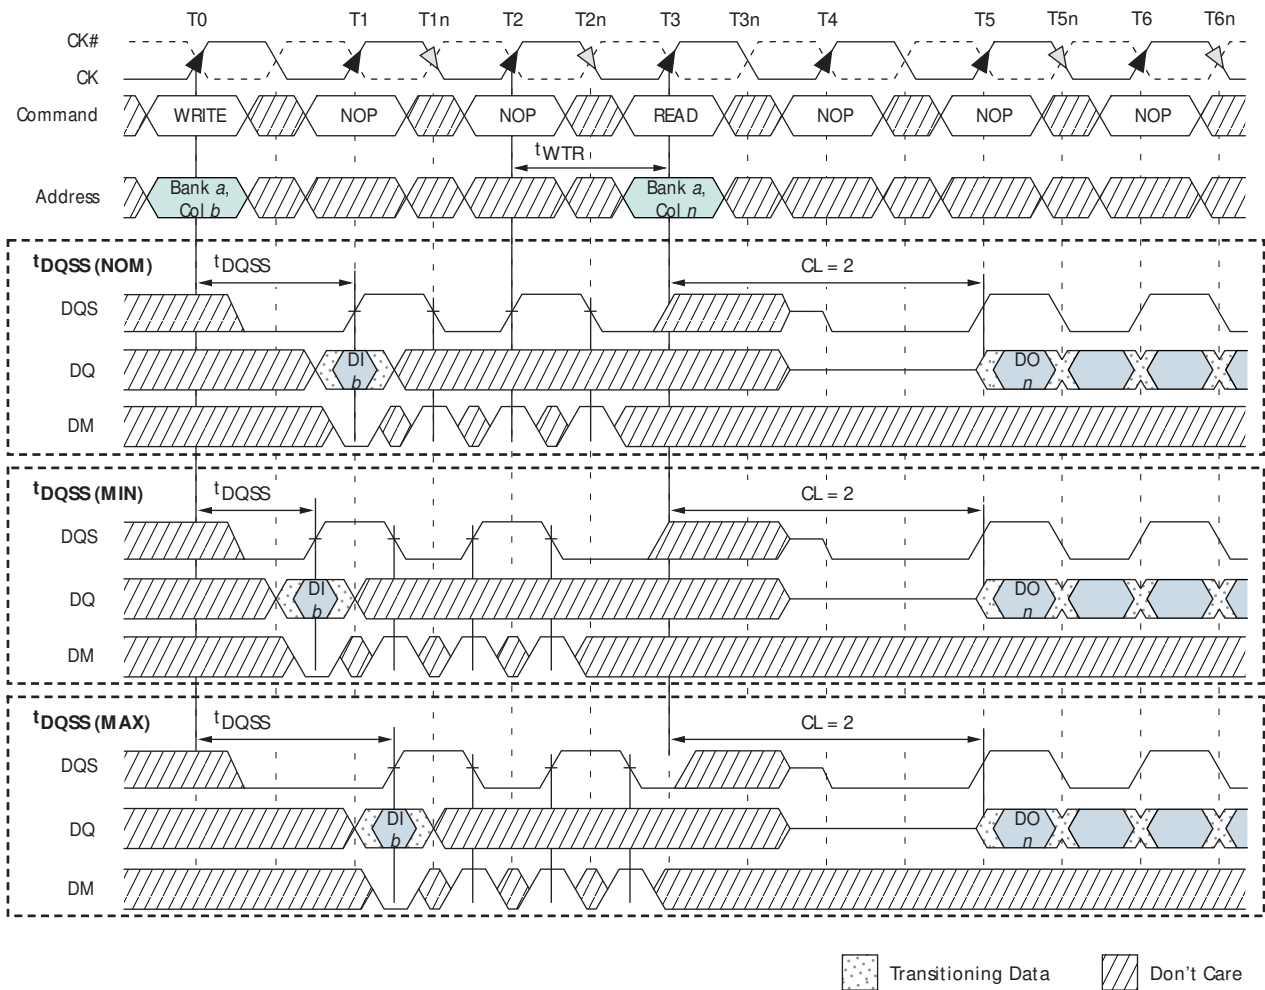 T0 T1 T1n T2 T2n T3 T3n T4 T5 T5n T6 T6n
CK#
CK
Command WRITE NOP NOP READ NOP NOP NOP
tWTR
Address Bank a, Col b Bank a, Col n
tDQSS (NOM) tDQSS CL = 2
DQS
DQ DI b DO n
DM
tDQSS (MIN) tDQSS CL = 2
DQS
DQ DI b DO n
DM
tDQSS (MAX) tDQSS CL = 2
DQS
DQ DI b DO n
DM
Transitioning Data Don't Care